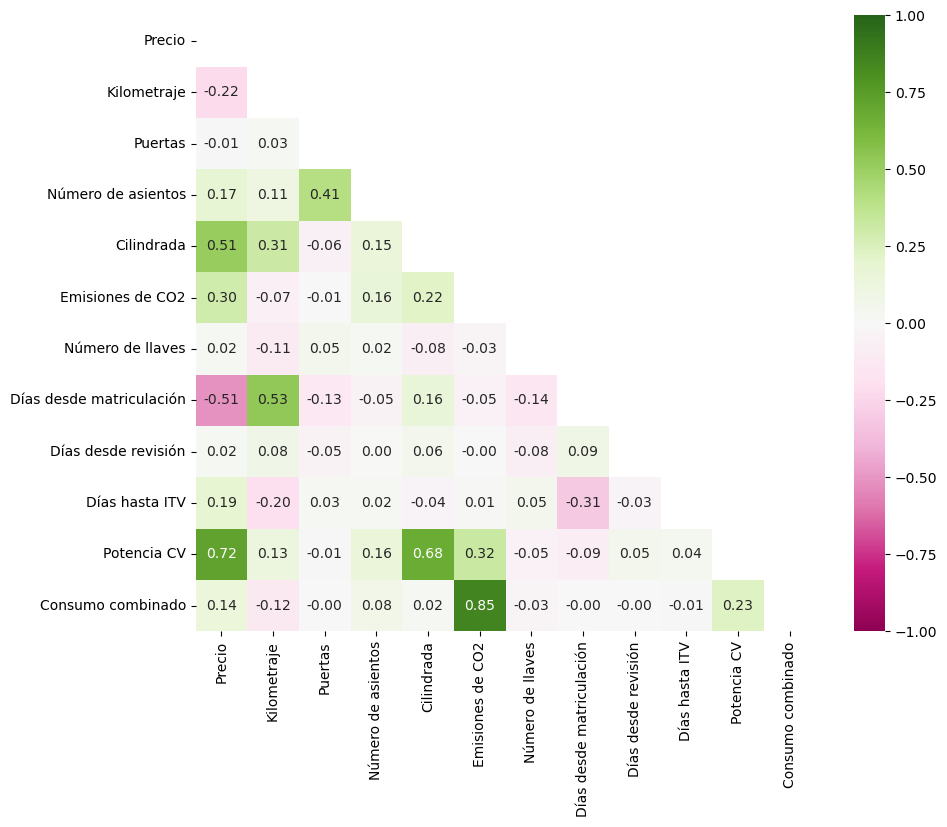 Precio
Kilometraje -0.22
Puertas -0.01 0.03
Número de asientos 0.17 0.11 0.41
Cilindrada 0.51 0.31 -0.06 0.15
Emisiones de CO2 0.30 -0.07 -0.01 0.16 0.22
Número de llaves 0.02 -0.11 0.05 0.02 -0.08 -0.03
Días desde matriculación -0.51 0.53 -0.13 -0.05 0.16 -0.05 -0.14
Días desde revisión 0.02 0.08 -0.05 0.00 0.06 -0.00 -0.08 0.09
Días hasta ITV 0.19 -0.20 0.03 0.02 -0.04 0.01 0.05 -0.31 -0.03
Potencia CV 0.72 0.13 -0.01 0.16 0.68 0.32 -0.05 -0.09 0.05 0.04
Consumo combinado 0.14 -0.12 -0.00 0.08 0.02 0.85 -0.03 -0.00 -0.00 -0.01 0.23
Precio
Kilometraje
Puertas
Número de asientos
Cilindrada
Emisiones de CO2
Número de llaves
Días desde matriculación
Días desde revisión
Días hasta ITV
Potencia CV
Consumo combinado
1.00
0.75
0.50
0.25
0.00
−0.25
−0.50
−0.75
−1.00